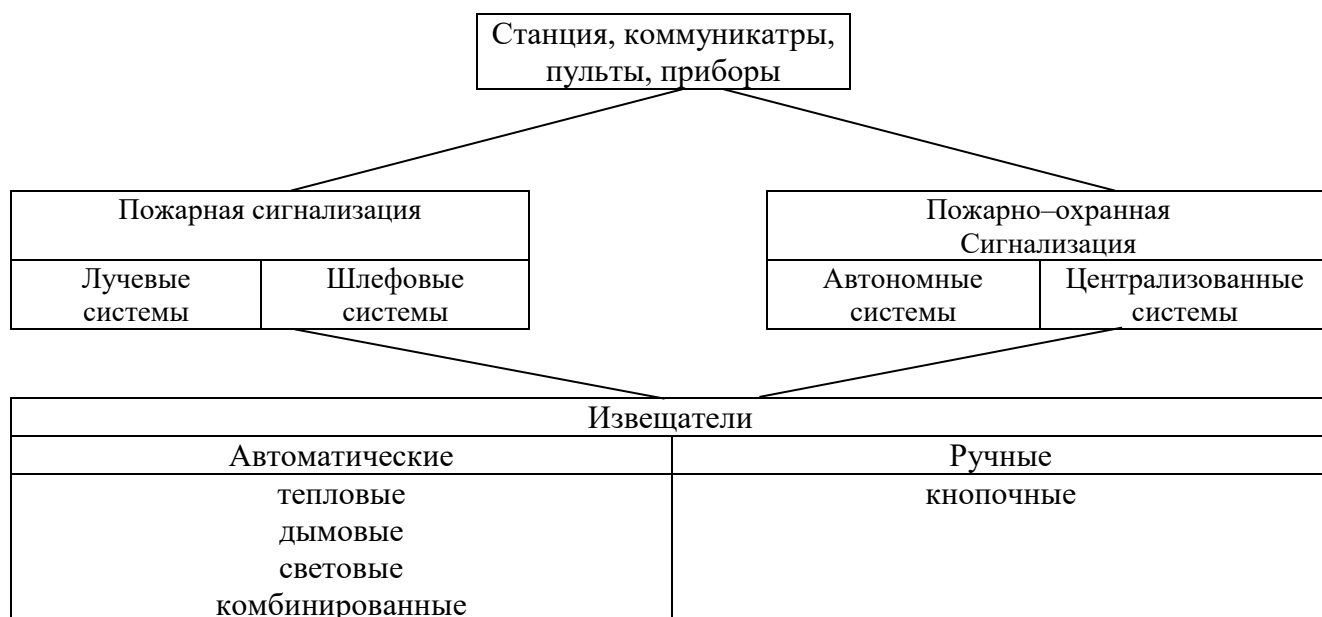 Станция, коммуникатры,
пульты, приборы
Пожарная сигнализация
Лучевые
системы
Шлефовые
системы
Пожарно–охранная
Сигнализация
Автономные
системы
Централизованные
системы
Извещатели
Автоматические
Ручные
тепловые
кнопочные
дымовые
световые
комбинированные